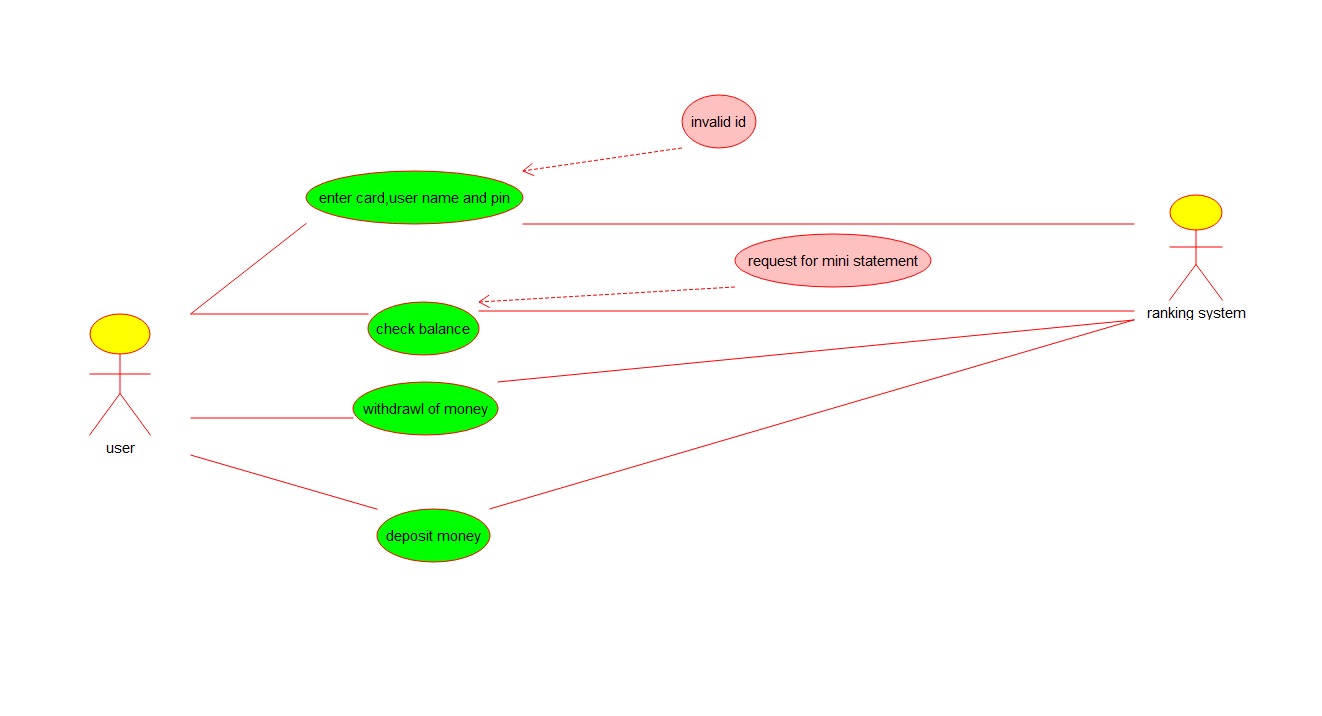 invalid id
enter card,user name and pin
request for mini statement
ranking system
check balance
withdrawl of money
user
deposit money